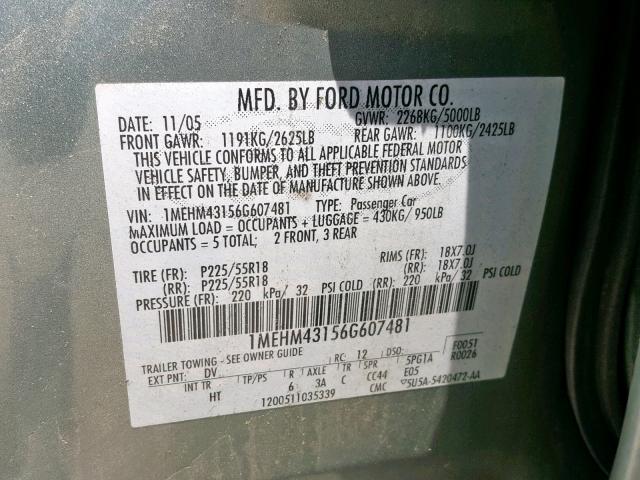 MFD. BY FORD MOTOR CO.
DATE: 11/05 GVWR: 2268KG/5000LB
FRONT GAWR: 1191KG/2625LB REAR GAWR: 1100KG/2425LB
THIS VEHICLE CONFORMS TO ALL APPLICABLE FEDERAL MOTOR
VEHICLE SAFETY, BUMPER, AND THEFT PREVENTION STANDARDS
IN EFFECT ON THE DATE OF MANUFACTURE SHOWN ABOVE.
VIN: 1MEHM43156G607481 TYPE: Passenger Car
MAXIMUM LOAD = OCCUPANTS + LUGGAGE = 430KG/ 950LB
OCCUPANTS = 5 TOTAL; 2 FRONT, 3 REAR
TIRE (FR): P225/55R18 RIMS (FR): 18X7.0J
(RR): P225/55R18 (RR): 18X7.0J
PRESSURE (FR): 220 kPa/ 32 PSI COLD (RR): 220 kPa/ 32 PSI COLD
1MEHM43156G607481
TRAILER TOWING - SEE OWNER GUIDE F0051
EXT PNT: DV RC: 12 DSO: 5PG1A R0026
INT TR TP/PS R AXLE TR SPR E05
HT 6 3A C CC44 5U5A-5420472-AA
1200511035339 CMC